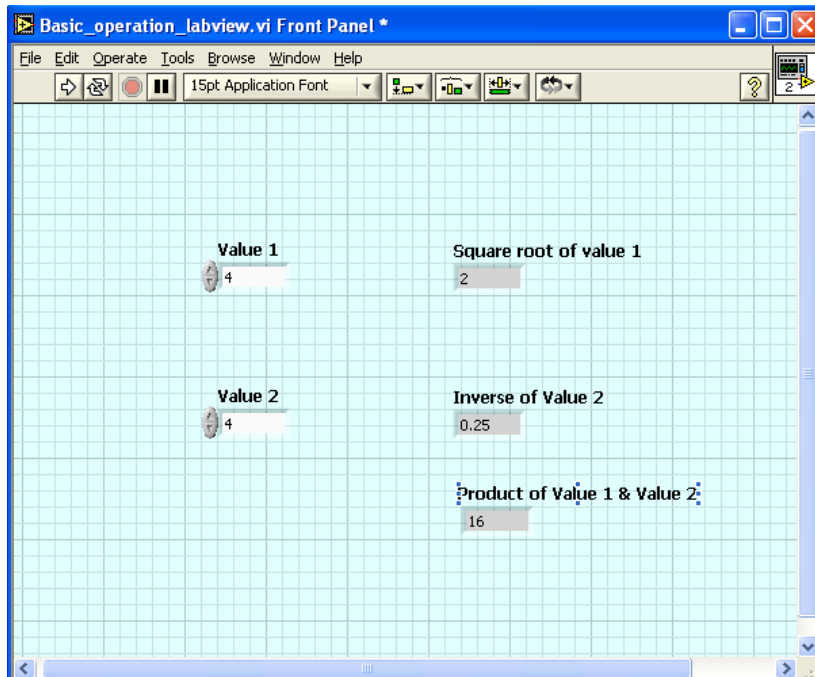 Basic_operation_labview.vi Front Panel *
File Edit Operate Tools Browse Window Help
15pt Application Font
?
2
Value 1
4
Square root of value 1
2
Value 2
4
Inverse of Value 2
0.25
Product of Value 1 & Value 2
16